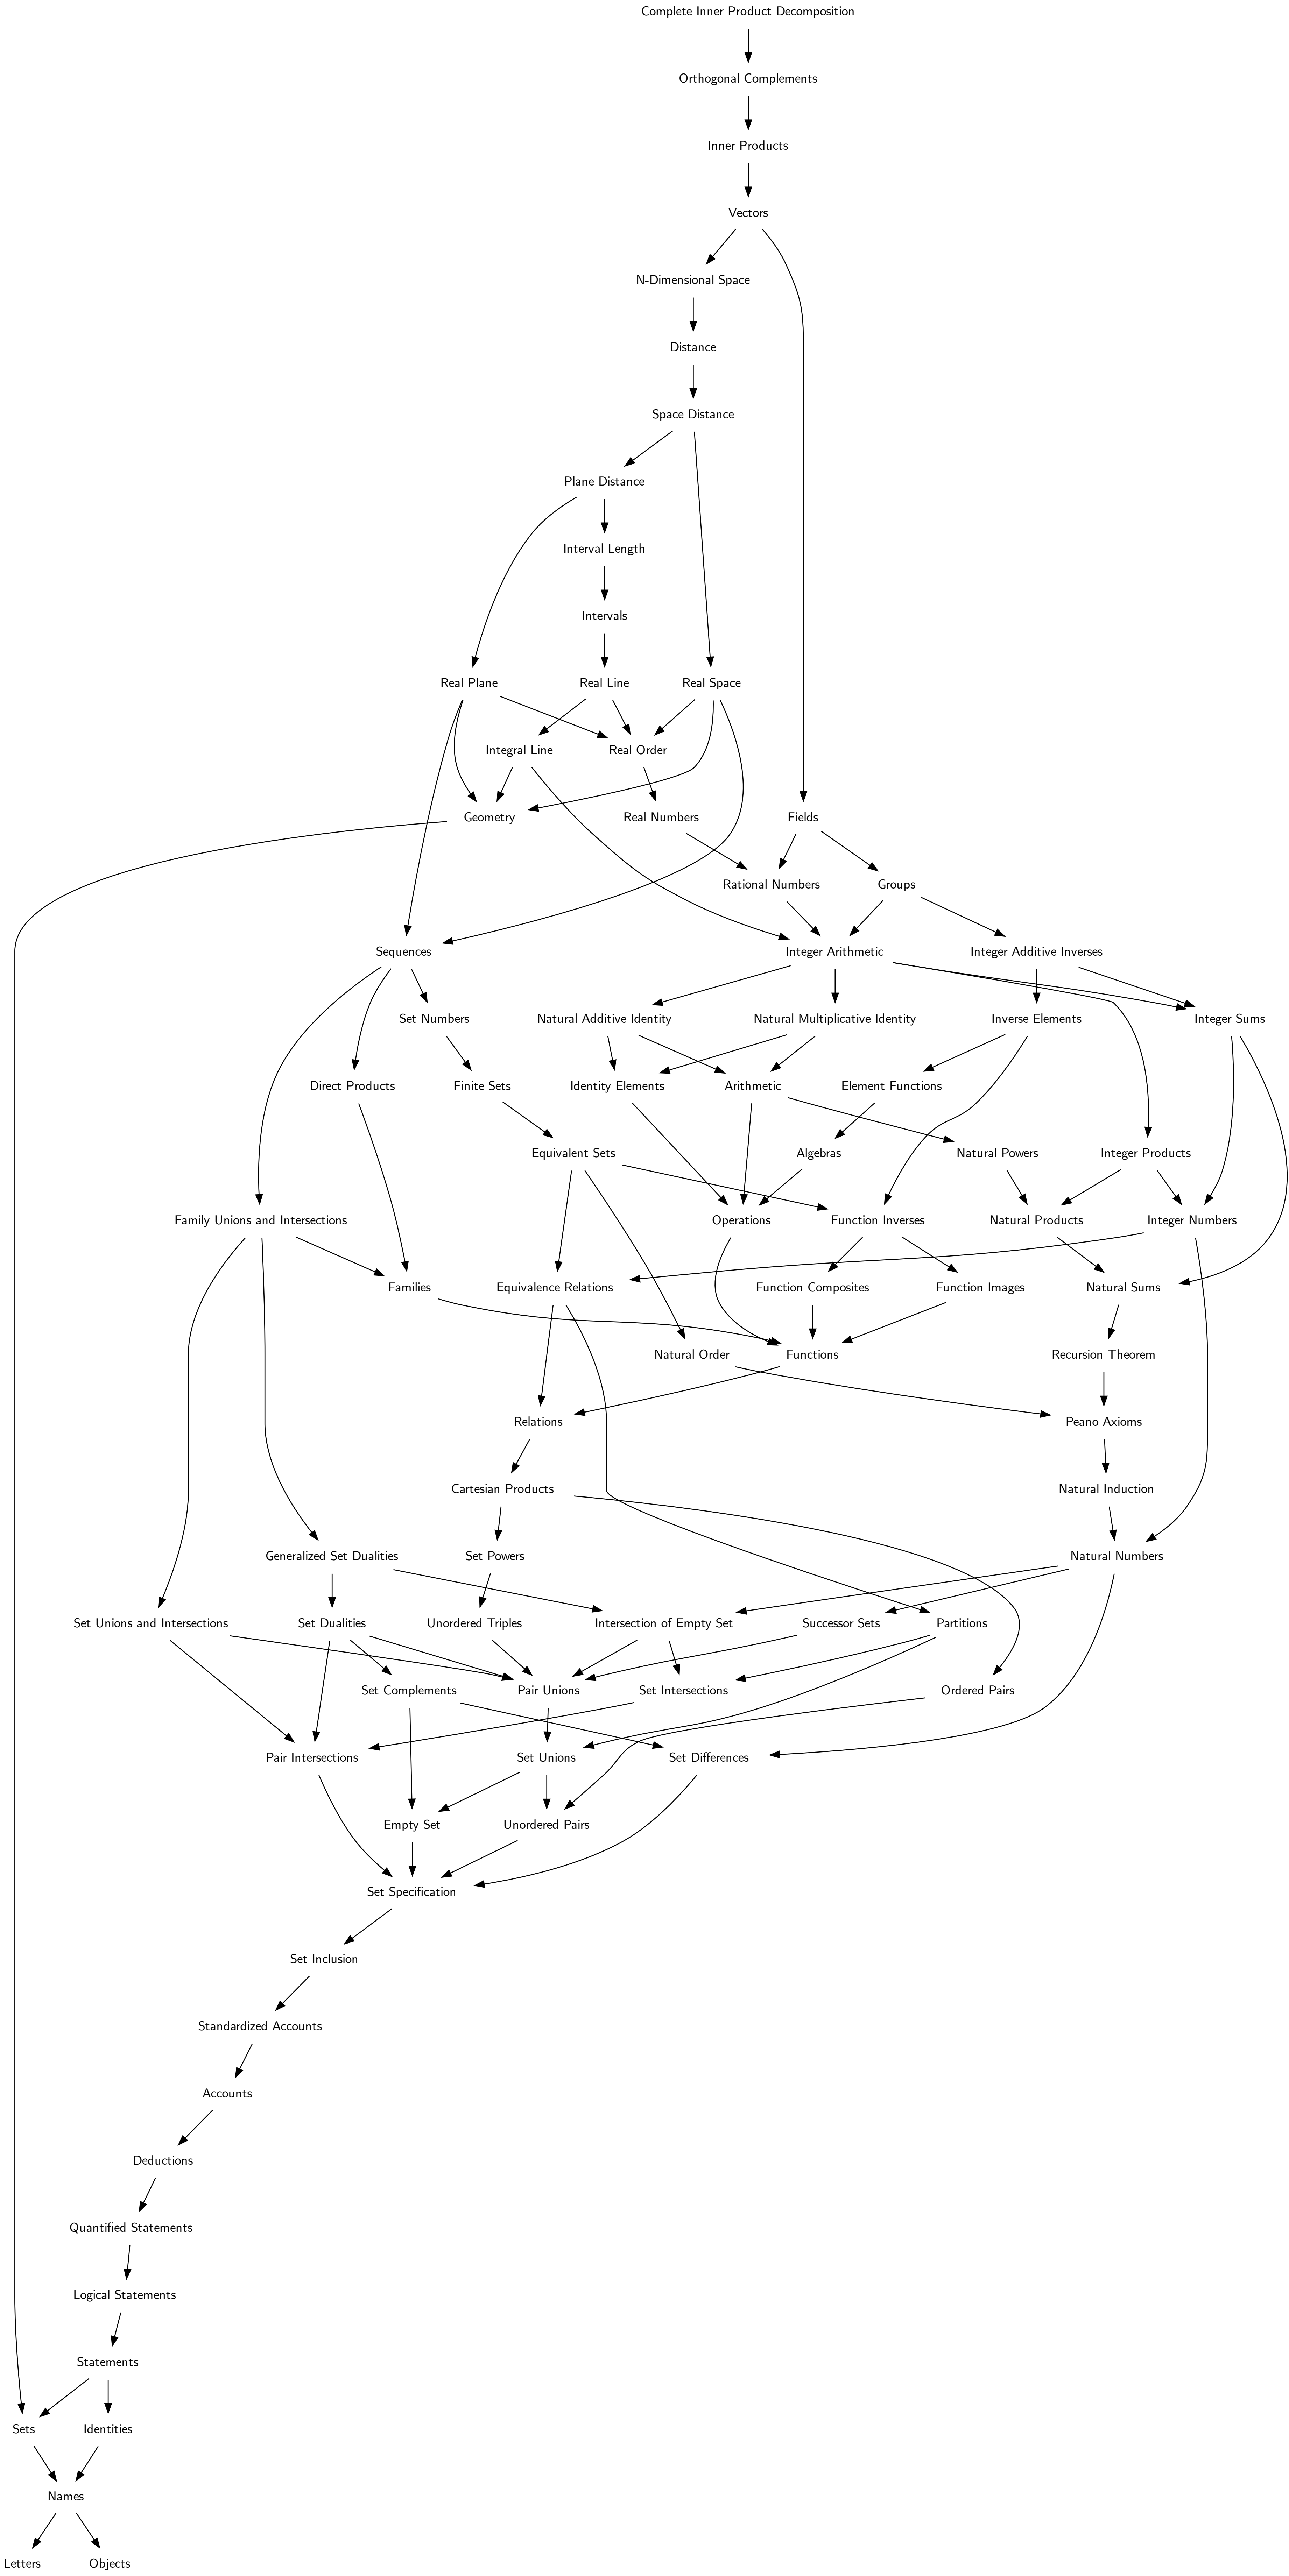 Complete Inner Product Decomposition
Orthogonal Complements
Inner Products
Vectors
N-Dimensional Space
Distance
Space Distance
Plane Distance
Interval Length
Intervals
Real Plane
Real Line
Real Space
Integral Line
Real Order
Geometry
Real Numbers
Fields
Rational Numbers
Groups
Sequences
Integer Arithmetic
Integer Additive Inverses
Set Numbers
Natural Additive Identity
Natural Multiplicative Identity
Inverse Elements
Integer Sums
Direct Products
Finite Sets
Identity Elements
Arithmetic
Element Functions
Equivalent Sets
Algebras
Natural Powers
Integer Products
Family Unions and Intersections
Operations
Function Inverses
Natural Products
Integer Numbers
Families
Equivalence Relations
Function Composites
Function Images
Natural Sums
Natural Order
Functions
Recursion Theorem
Relations
Peano Axioms
Cartesian Products
Natural Induction
Generalized Set Dualities
Set Powers
Natural Numbers
Set Unions and Intersections
Set Dualities
Unordered Triples
Intersection of Empty Set
Successor Sets
Partitions
Set Complements
Pair Unions
Set Intersections
Ordered Pairs
Pair Intersections
Set Unions
Set Differences
Empty Set
Unordered Pairs
Set Specification
Set Inclusion
Standardized Accounts
Accounts
Deductions
Quantified Statements
Logical Statements
Statements
Sets
Identities
Names
Letters
Objects